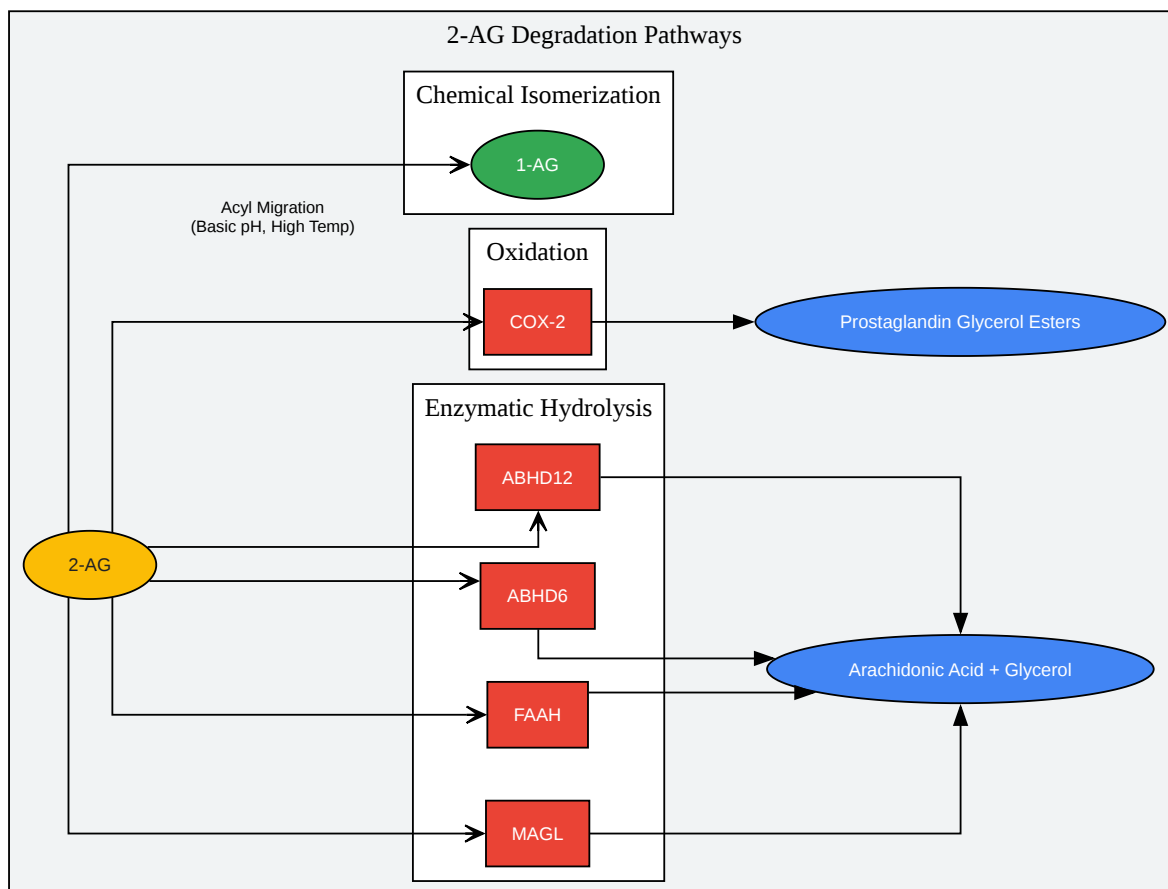 2-AG Degradation Pathways
Chemical Isomerization
1-AG
Acyl Migration
(Basic pH, High Temp)
Oxidation
COX-2
Prostaglandin Glycerol Esters
Enzymatic Hydrolysis
ABHD12
2-AG
ABHD6
Arachidonic Acid + Glycerol
FAAH
MAGL